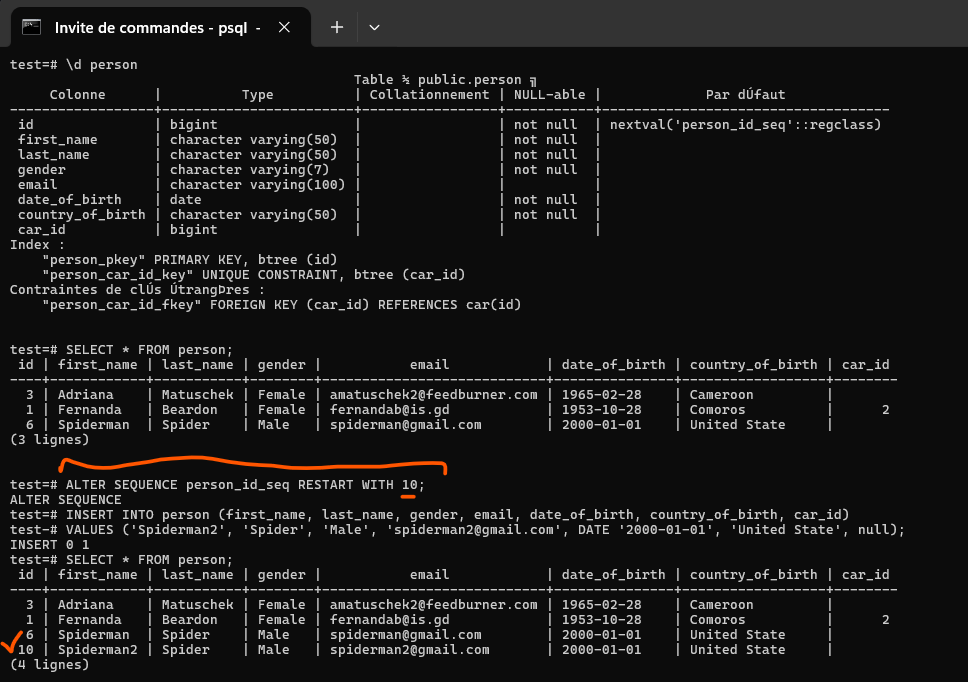 Invite de commandes - psql -
test=# \d person
Table ¾ public.person ╗
Colonne | Type | Collationnement | NULL-able | Par dÚfaut
------------------+------------------------+-----------------+-----------+------------------------------------
id | bigint | | not null | nextval('person_id_seq'::regclass)
first_name | character varying(50) | | not null |
last_name | character varying(50) | | not null |
gender | character varying(7) | | not null |
email | character varying(100) | | |
date_of_birth | date | | not null |
country_of_birth | character varying(50) | | not null |
car_id | bigint | | |
Index :
"person_pkey" PRIMARY KEY, btree (id)
"person_car_id_key" UNIQUE CONSTRAINT, btree (car_id)
Contraintes de clÚs ÚtrangÞres :
"person_car_id_fkey" FOREIGN KEY (car_id) REFERENCES car(id)
test=# SELECT * FROM person;
id | first_name | last_name | gender | email | date_of_birth | country_of_birth | car_id
----+------------+-----------+--------+----------------------------+---------------+------------------+--------
3 | Adriana | Matuschek | Female | amatuschek2@feedburner.com | 1965-02-28 | Cameroon |
1 | Fernanda | Beardon | Female | fernandab@is.gd | 1953-10-28 | Comoros | 2
6 | Spiderman | Spider | Male | spiderman@gmail.com | 2000-01-01 | United State |
(3 lignes)
test=# ALTER SEQUENCE person_id_seq RESTART WITH 10;
ALTER SEQUENCE
test=# INSERT INTO person (first_name, last_name, gender, email, date_of_birth, country_of_birth, car_id)
test-# VALUES ('Spiderman2', 'Spider', 'Male', 'spiderman2@gmail.com', DATE '2000-01-01', 'United State', null);
INSERT 0 1
test=# SELECT * FROM person;
id | first_name | last_name | gender | email | date_of_birth | country_of_birth | car_id
----+------------+-----------+--------+----------------------------+---------------+------------------+--------
3 | Adriana | Matuschek | Female | amatuschek2@feedburner.com | 1965-02-28 | Cameroon |
1 | Fernanda | Beardon | Female | fernandab@is.gd | 1953-10-28 | Comoros | 2
6 | Spiderman | Spider | Male | spiderman@gmail.com | 2000-01-01 | United State |
10 | Spiderman2 | Spider | Male | spiderman2@gmail.com | 2000-01-01 | United State |
(4 lignes)